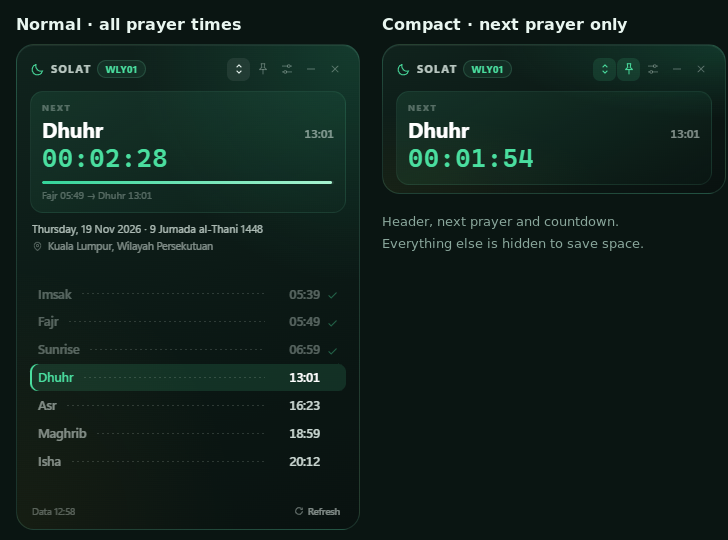 Normal · all prayer times
SOLAT WLY01
NEXT
Dhuhr 13:01
00:02:28
Fajr 05:49 → Dhuhr 13:01
Thursday, 19 Nov 2026 · 9 Jumada al-Thani 1448
Kuala Lumpur, Wilayah Persekutuan
Imsak 05:39
Fajr 05:49
Sunrise 06:59
Dhuhr 13:01
Asr 16:23
Maghrib 18:59
Isha 20:12
Data 12:58 Refresh
Compact · next prayer only
SOLAT WLY01
NEXT
Dhuhr 13:01
00:01:54
Header, next prayer and countdown.
Everything else is hidden to save space.